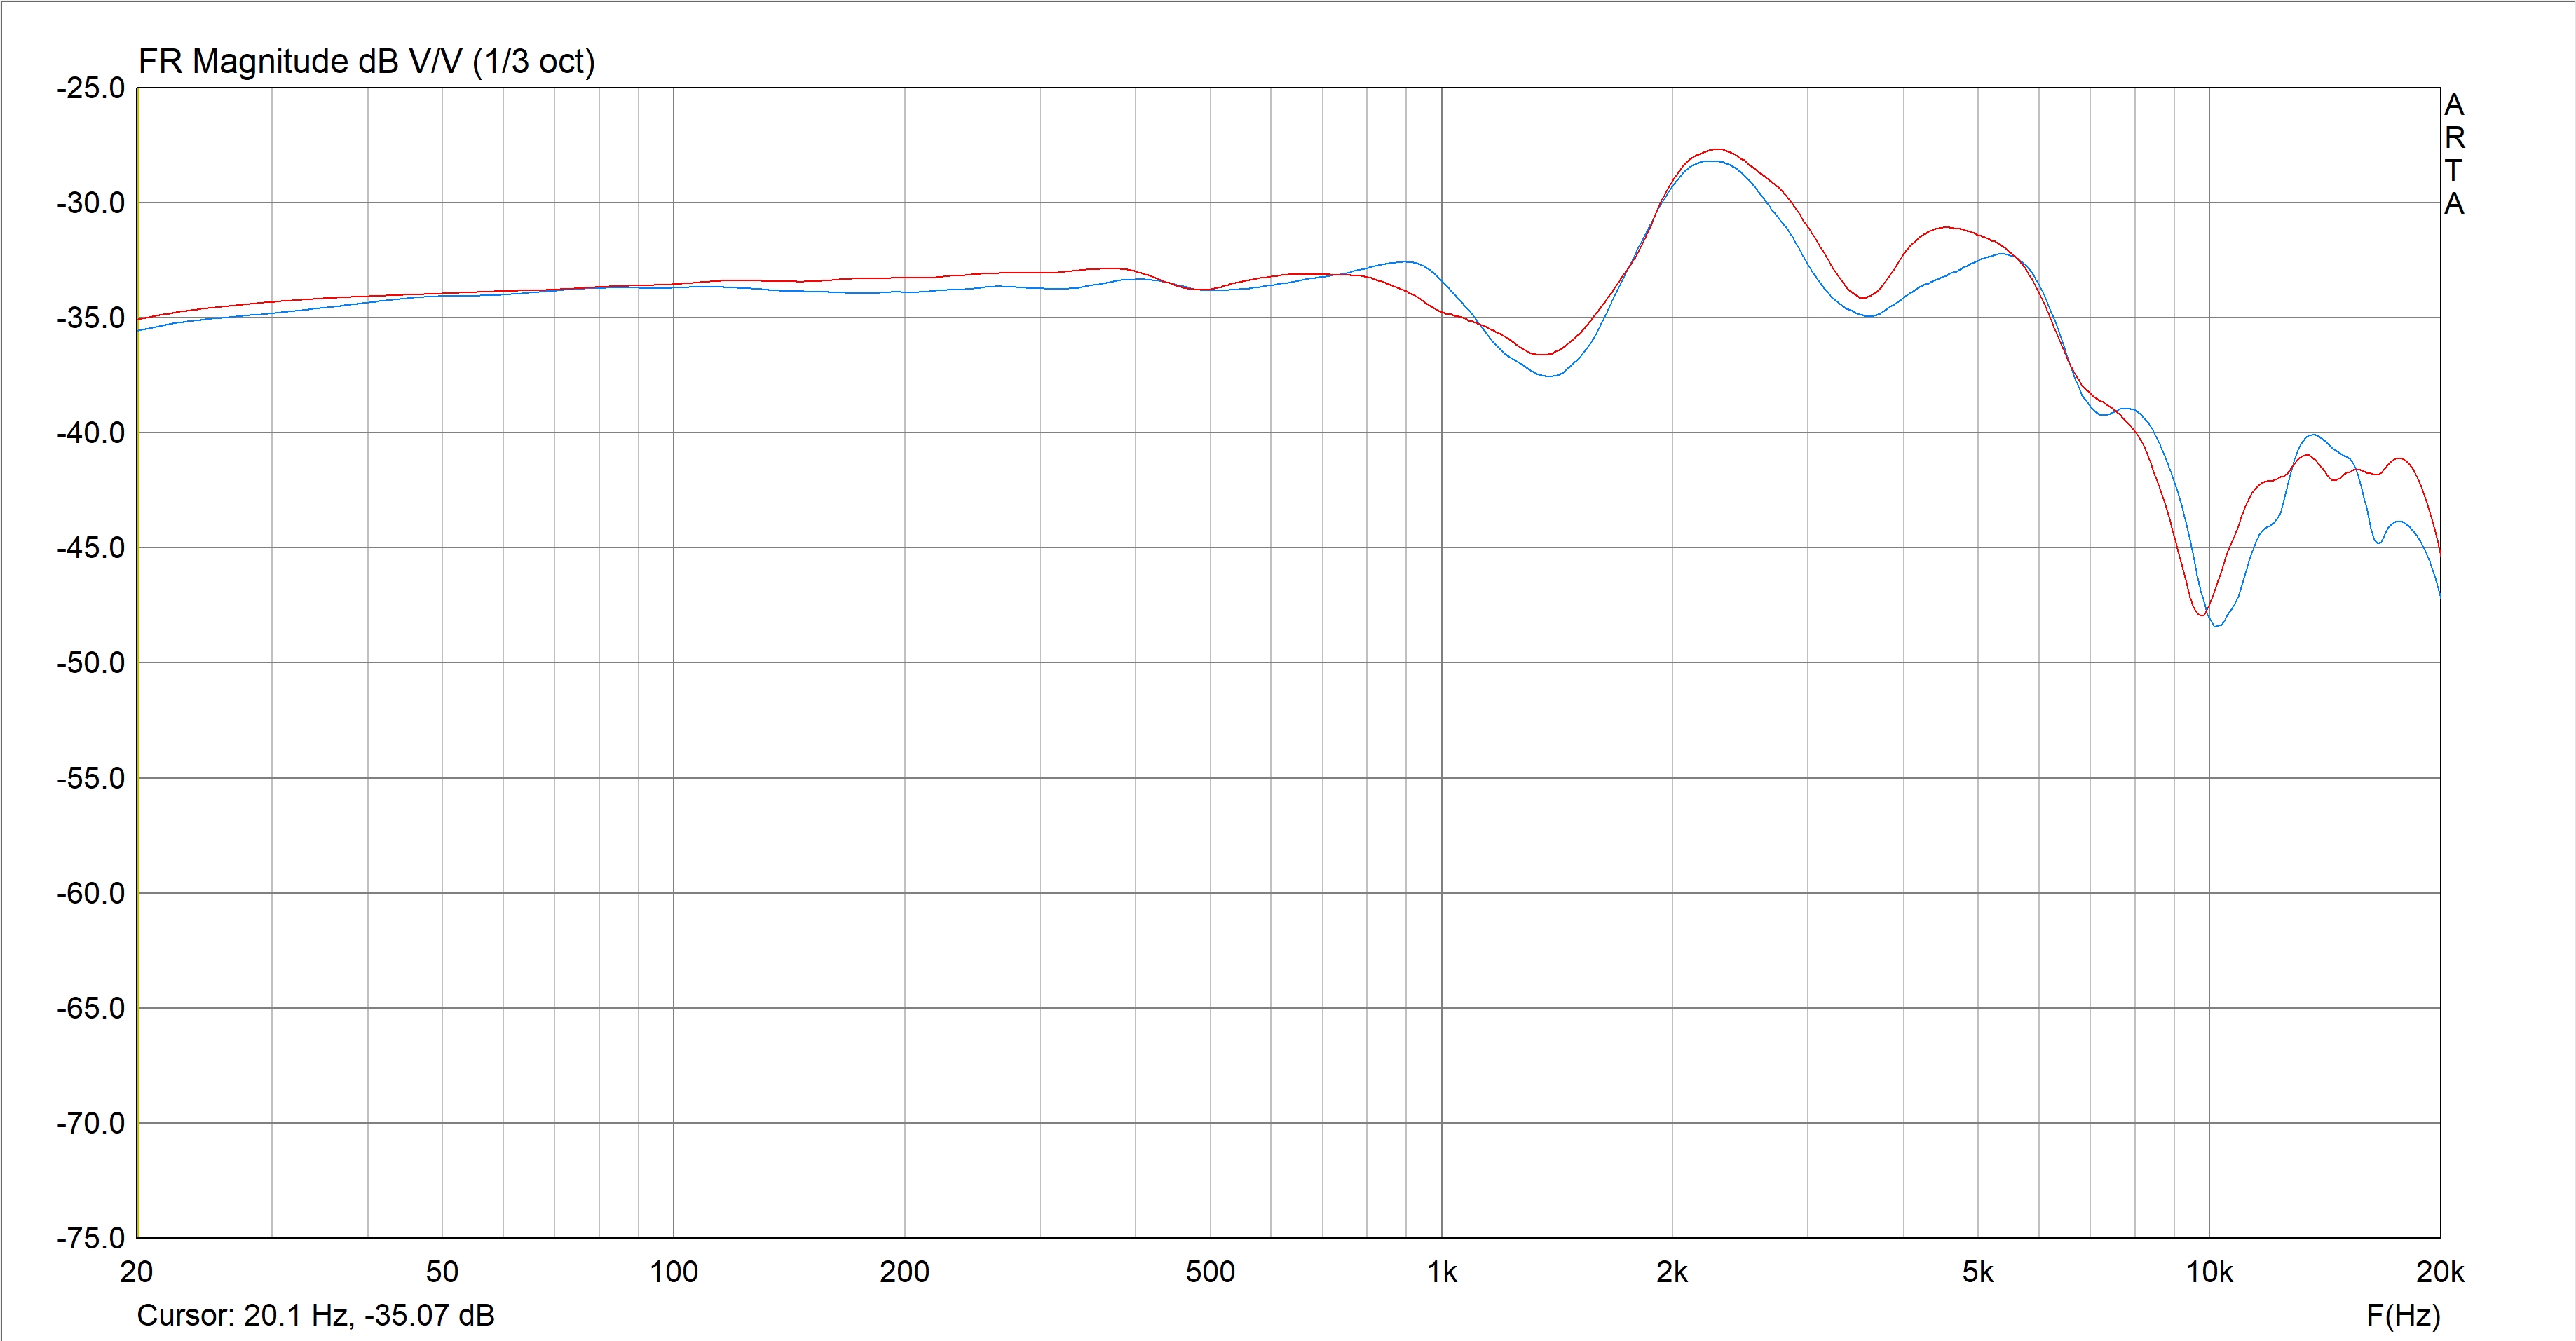 FR Magnitude dB V/V (1/3 oct)
-25.0
-30.0
-35.0
-40.0
-45.0
-50.0
-55.0
-60.0
-65.0
-70.0
-75.0
A
R
T
A
20 50 100 200 500 1k 2k 5k 10k 20k
Cursor: 20.1 Hz, -35.07 dB F(Hz)